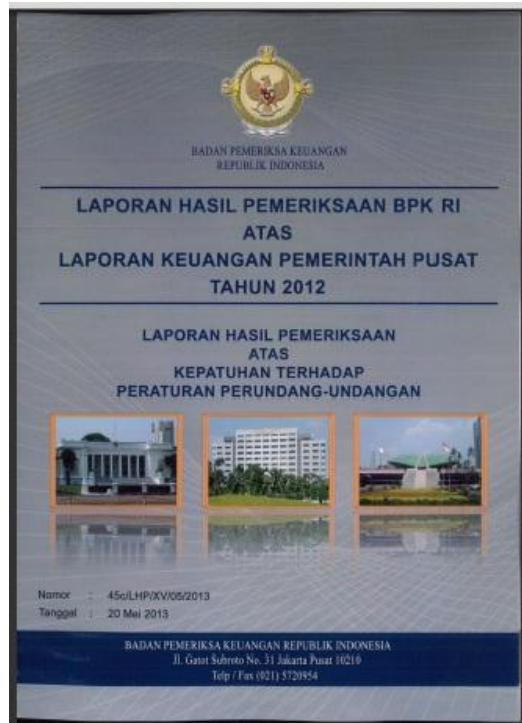 BADAN PEMERIKSA KEUANGAN
REPUBLIK INDONESIA
LAPORAN HASIL PEMERIKSAAN BPK RI
ATAS
LAPORAN KEUANGAN PEMERINTAH PUSAT
TAHUN 2012
LAPORAN HASIL PEMERIKSAAN
ATAS
KEPATUHAN TERHADAP
PERATURAN PERUNDANG-UNDANGAN
Nomor : 45c/LHP/XV/05/2013
Tanggal : 20 Mei 2013
BADAN PEMERIKSA KEUANGAN REPUBLIK INDONESIA
Jl. Gatot Subroto No. 31 Jakarta Pusat 10210
Telp / Fax (021) 5720954